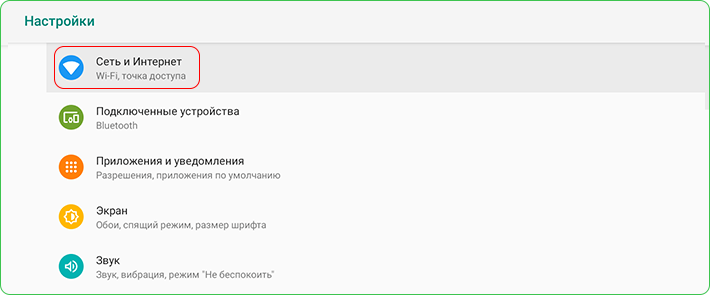 Настройки
Сеть и Интернет
Wi-Fi, точка доступа
Подключенные устройства
Bluetooth
Приложения и уведомления
Разрешения, приложения по умолчанию
Экран
Обои, спящий режим, размер шрифта
Звук
Звук, вибрация, режим "Не беспокоить"